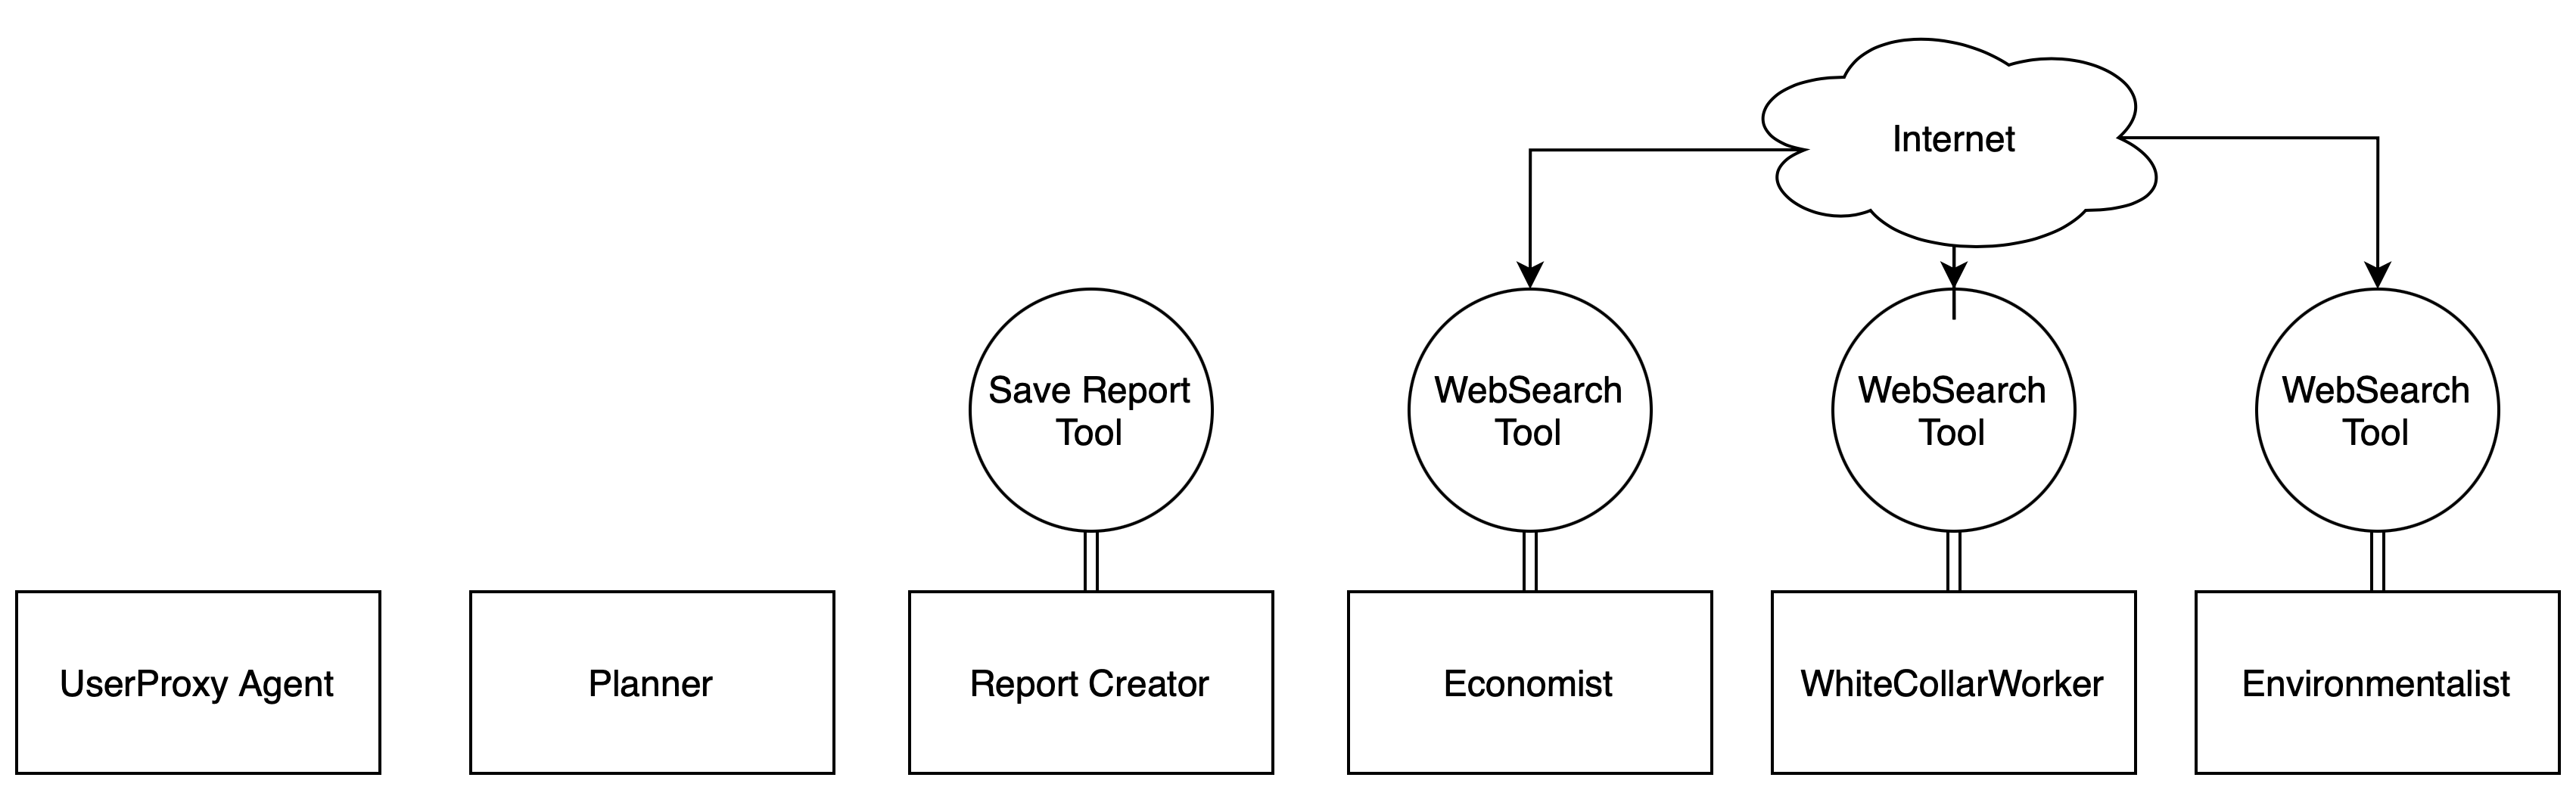 Internet
Save Report
Tool
WebSearch
Tool
WebSearch
Tool
WebSearch
Tool
UserProxy Agent
Planner
Report Creator
Economist
WhiteCollarWorker
Environmentalist